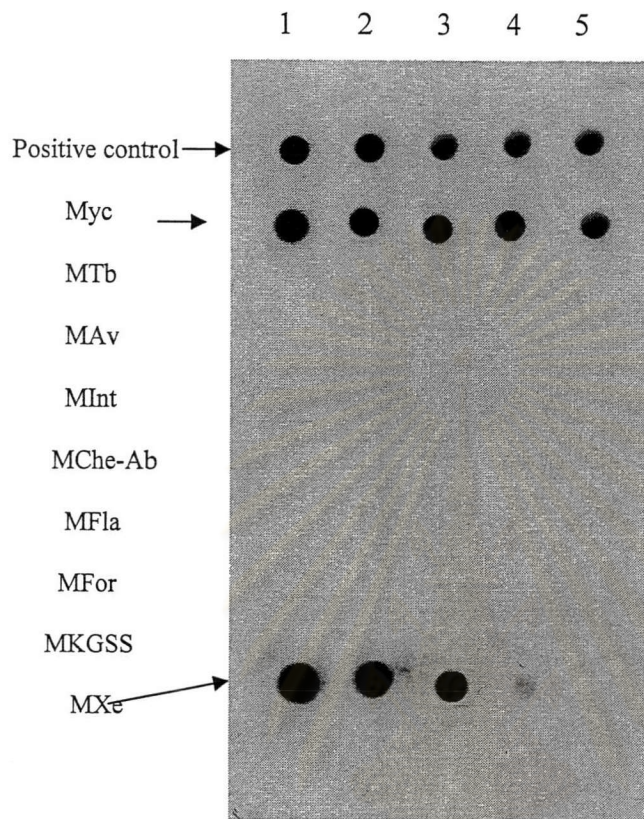 1 2 3 4 5
Positive control
Myc
MTb
MAv
MInt
MChe-Ab
MFla
MFor
MKGSS
MXe